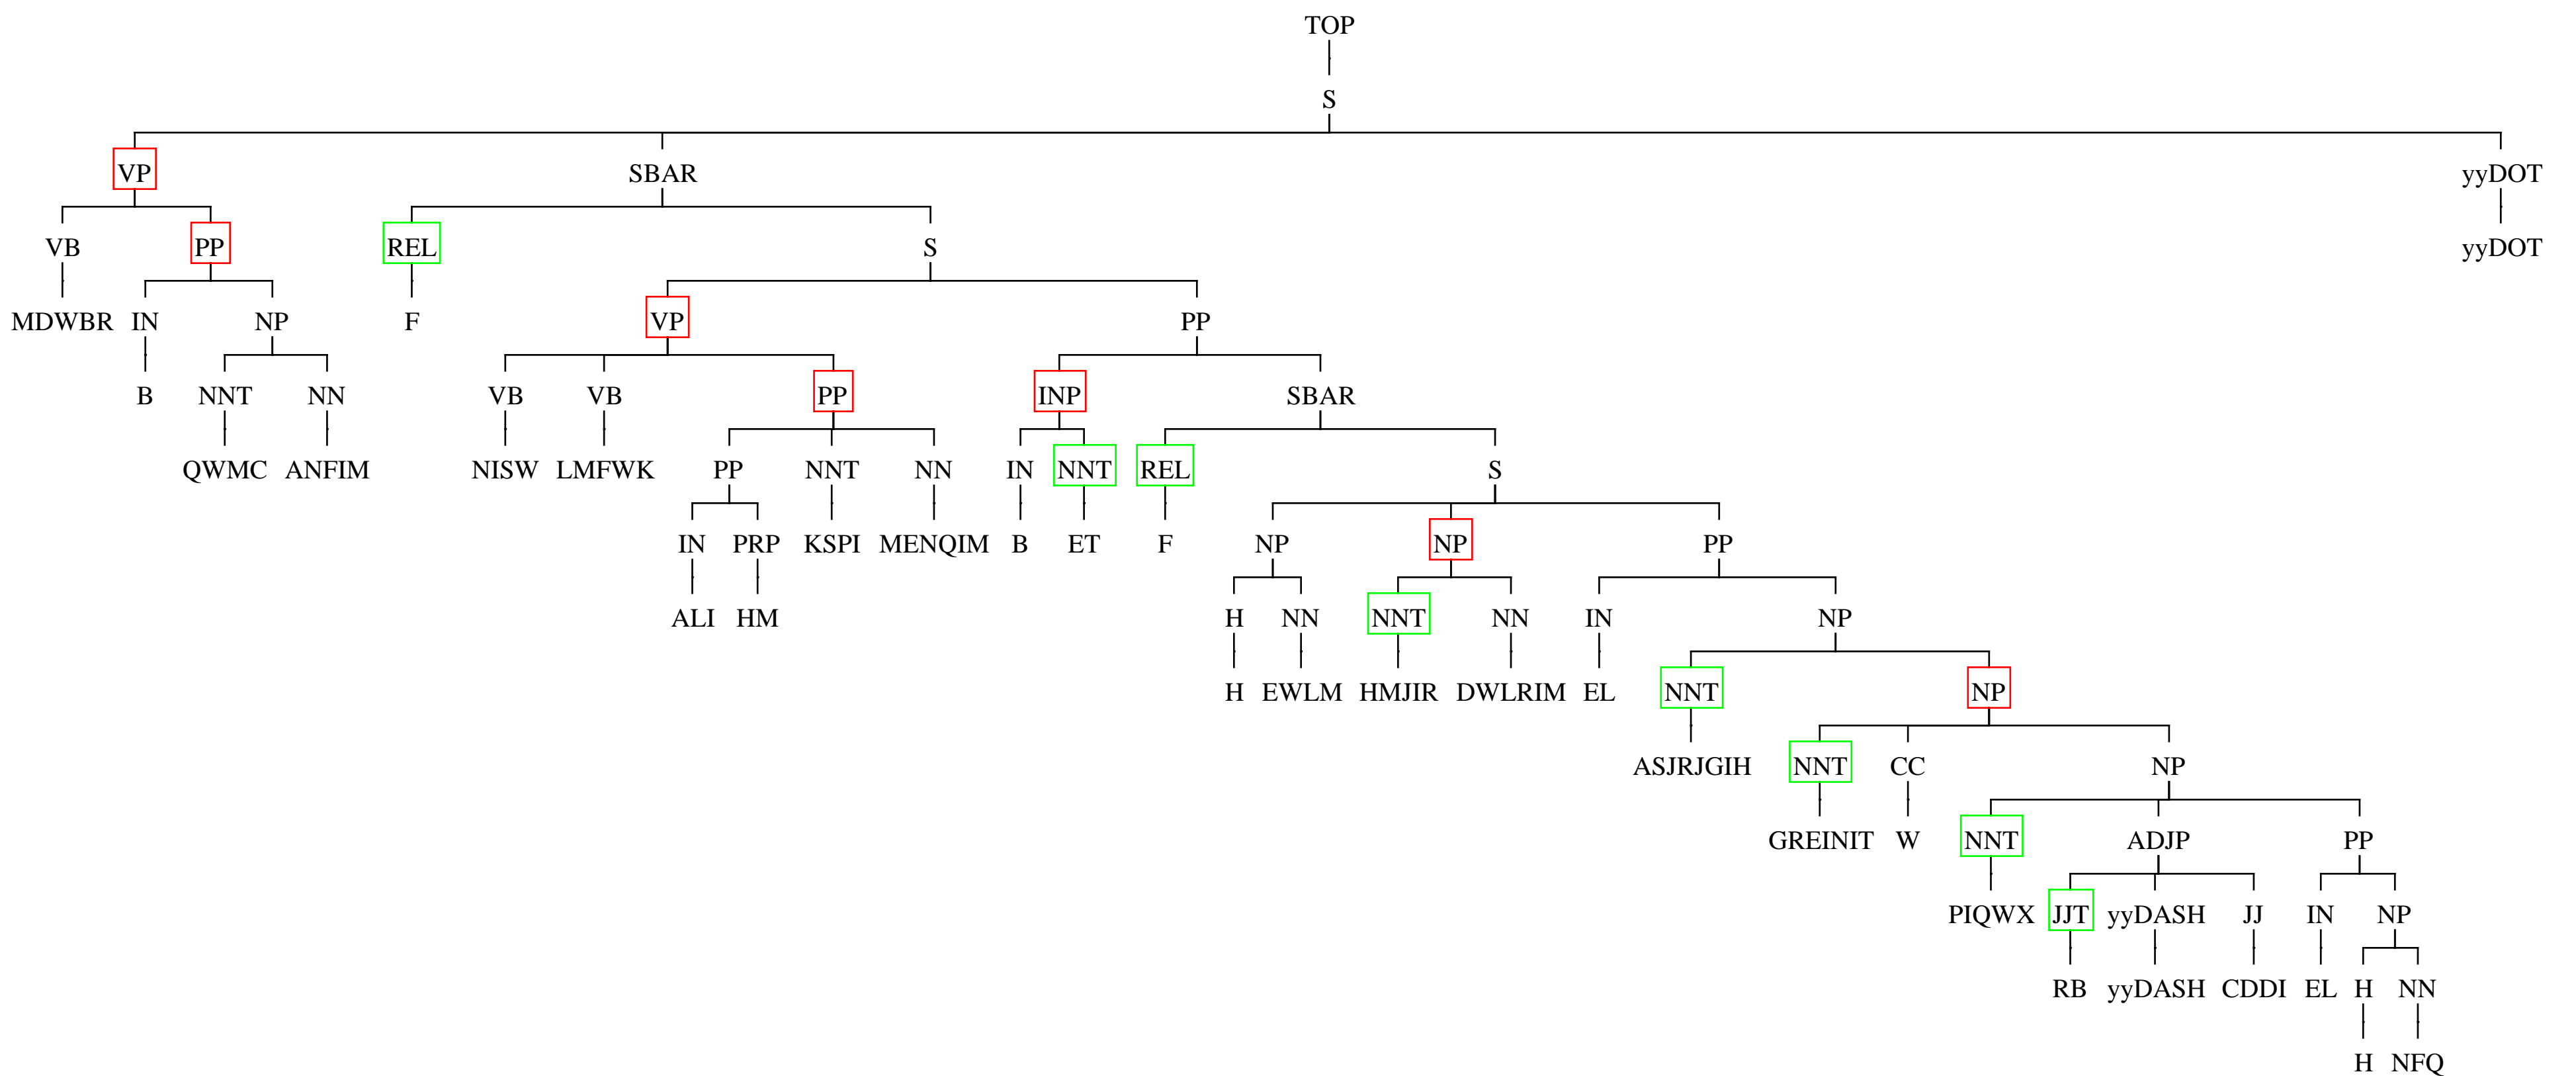 TOP
S
VP SBAR yyDOT
VB PP REL S yyDOT
MDWBR IN NP F VP PP
B NNT NN VB VB PP INP SBAR
QWMC ANFIM NISW LMFWK PP NNT NN IN NNT REL S
IN PRP KSPI MENQIM B ET F NP NP PP
ALI HM H NN NNT NN IN NP
H EWLM HMJIR DWLRIM EL NNT NP
ASJRJGIH NNT CC NP
GREINIT W NNT ADJP PP
PIQWX JJT yyDASH JJ IN NP
RB yyDASH CDDI EL H NN
H NFQ